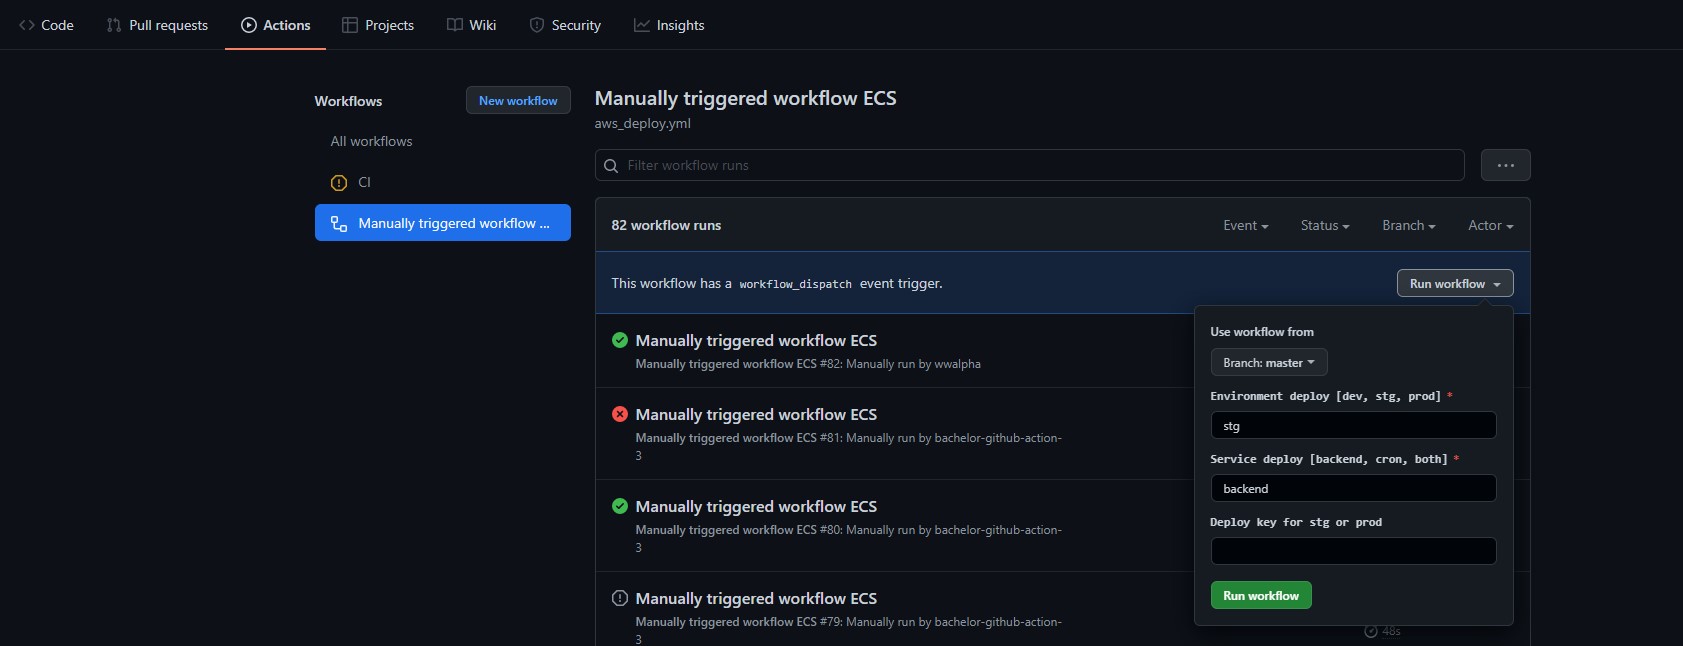 Code
Pull requests
Actions
Projects
Wiki
Security
Insights
Workflows
New workflow
All workflows
CI
Manually triggered workflow ...
Manually triggered workflow ECS
aws_deploy.yml
Filter workflow runs
82 workflow runs
Event
Status
Branch
Actor
This workflow has a workflow_dispatch event trigger.
Run workflow
Manually triggered workflow ECS
Manually triggered workflow ECS #82: Manually run by wwalpha
Manually triggered workflow ECS
Manually triggered workflow ECS #81: Manually run by bachelor-github-action-
3
Manually triggered workflow ECS
Manually triggered workflow ECS #80: Manually run by bachelor-github-action-
3
Manually triggered workflow ECS
Manually triggered workflow ECS #79: Manually run by bachelor-github-action-
3
Use workflow from
Branch: master
Environment deploy [dev, stg, prod] *
stg
Service deploy [backend, cron, both] *
backend
Deploy key for stg or prod
Run workflow
48s